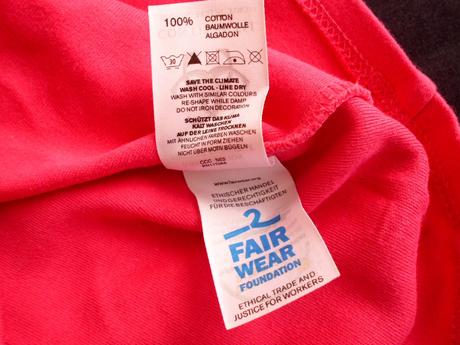 100% COTTON
BAUMWOLLE
ALGADON
30
SAVE THE CLIMATE
WASH COOL - LINE DRY
WASH WITH SIMILAR COLOURS
RE-SHAPE WHILE DAMP
DO NOT IRON DECORATION
SCHÜTZT DAS KLIMA
KALT WASCHEN
AUF DER LEINE TROCKNEN
MIT ÄHNLICHEN FARBEN WASCHEN
FEUCHT IN FORM ZIEHEN
NICHT ÜBER MOTIV BÜGELN
ETHISCHER HANDEL
UND GERECHTIGKEIT
FÜR DIE BESCHÄFTIGTEN
FAIR
WEAR
FOUNDATION
ETHICAL TRADE AND
JUSTICE FOR WORKERS